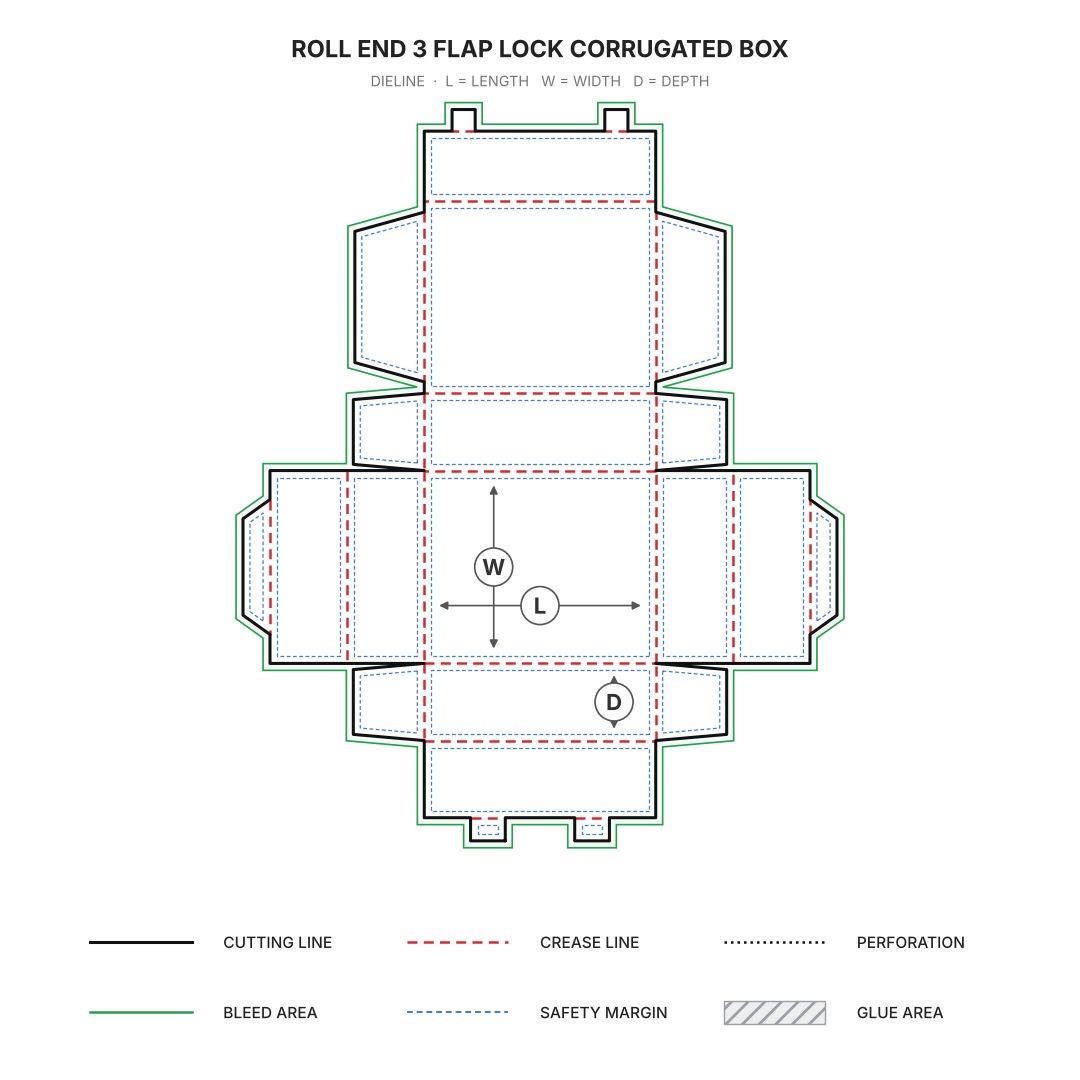 ROLL END 3 FLAP LOCK CORRUGATED BOX
DIELINE · L = LENGTH W = WIDTH D = DEPTH
W
L
D
CUTTING LINE
CREASE LINE
PERFORATION
BLEED AREA
SAFETY MARGIN
GLUE AREA